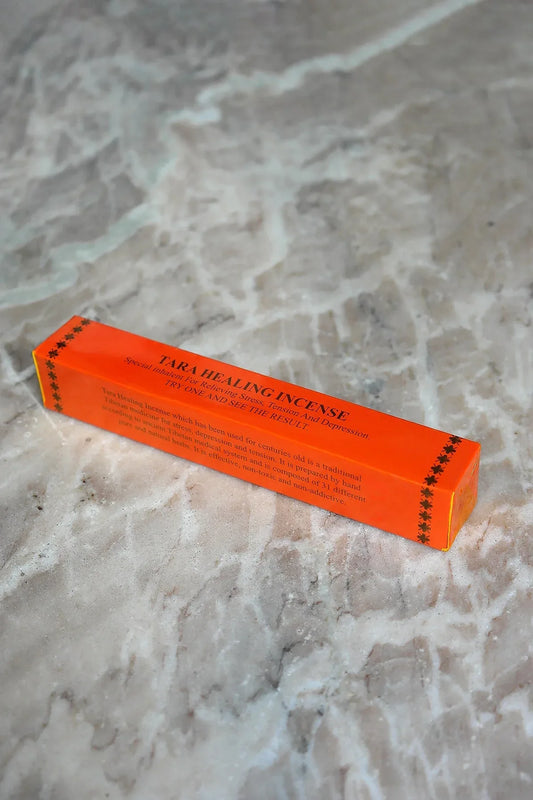 TARA HEALING INCENSE
Special inhalent For Relieving Stress, Tension And Depression
TRY ONE AND SEE THE RESULT
Tara Healing Incense which has been used for centuries old is a traditional
Tibetan medicine for stress, depression and tension. It is prepared by hand
according to ancient Tibetan medical system and is composed of 31 different
rare and natural herbs. It is effective, non-toxic and non-addictive.